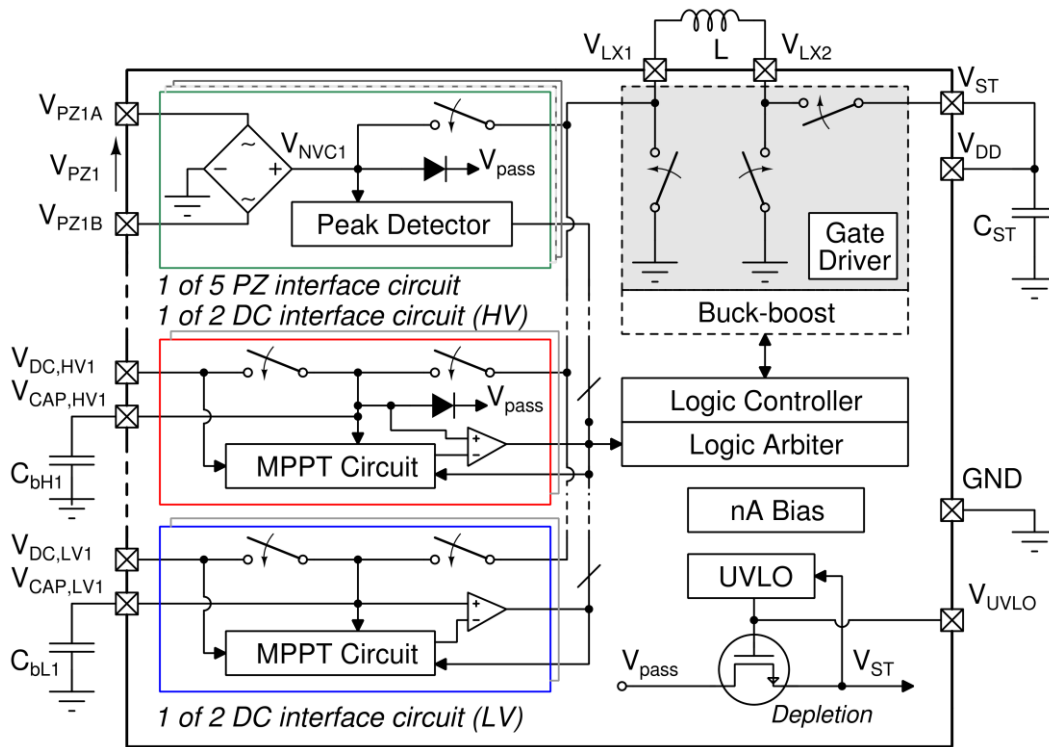 V_LX1
L
V_LX2
V_PZ1A
V_PZ1
V_PZ1B
V_NVC1
V_pass
Peak Detector
1 of 5 PZ interface circuit
V_ST
V_DD
C_ST
Gate
Driver
Buck-boost
1 of 2 DC interface circuit (HV)
V_DC,HV1
V_CAP,HV1
C_bH1
V_pass
MPPT Circuit
Logic Controller
Logic Arbiter
nA Bias
GND
V_DC,LV1
V_CAP,LV1
C_bL1
MPPT Circuit
1 of 2 DC interface circuit (LV)
UVLO
V_UVLO
V_pass
V_ST
Depletion